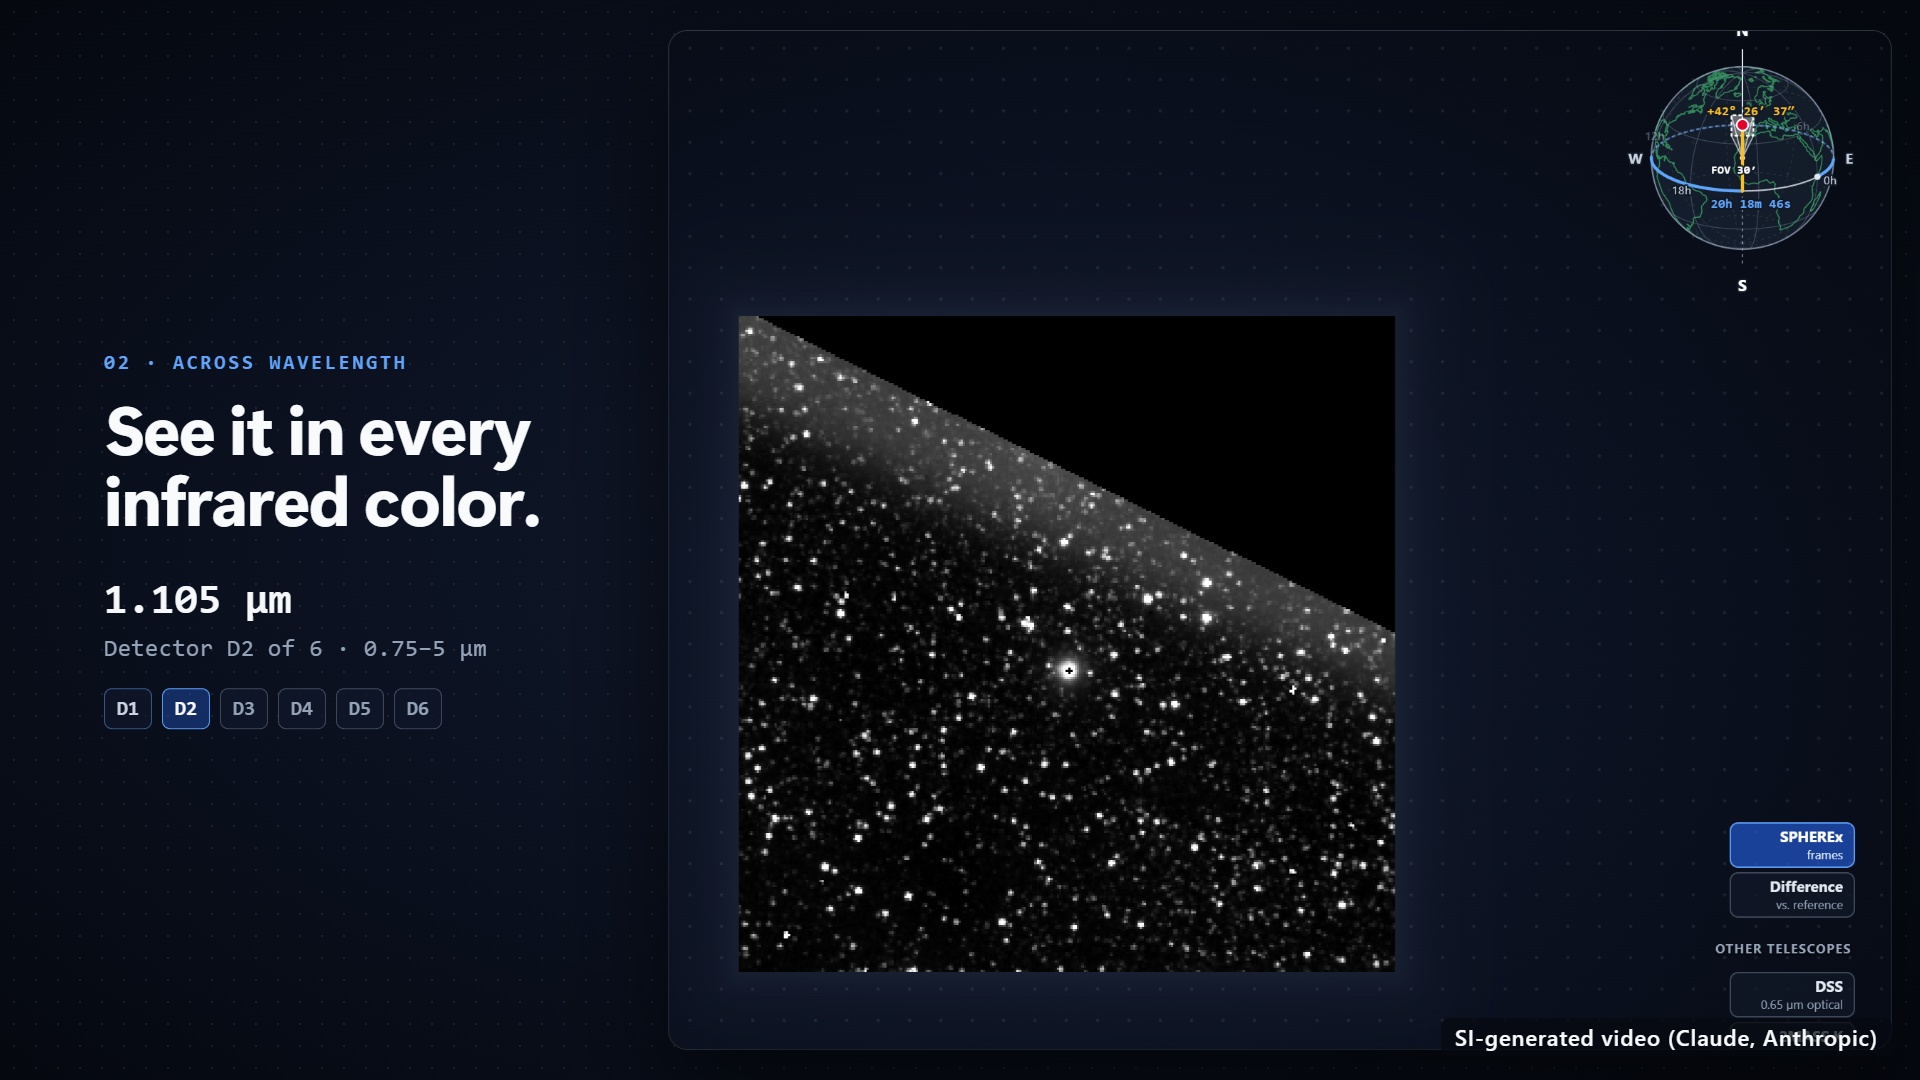 02 · ACROSS WAVELENGTH
See it in every
infrared color.
1.105 µm
Detector D2 of 6 · 0.75–5 µm
D1 D2 D3 D4 D5 D6
N
+42° 26′ 37″
12h 6h
W E
FOV 30′
18h 0h
20h 18m 46s
S
SPHEREx
frames
Difference
vs. reference
OTHER TELESCOPES
DSS
0.65 µm optical
SI-generated video (Claude, Anthropic)